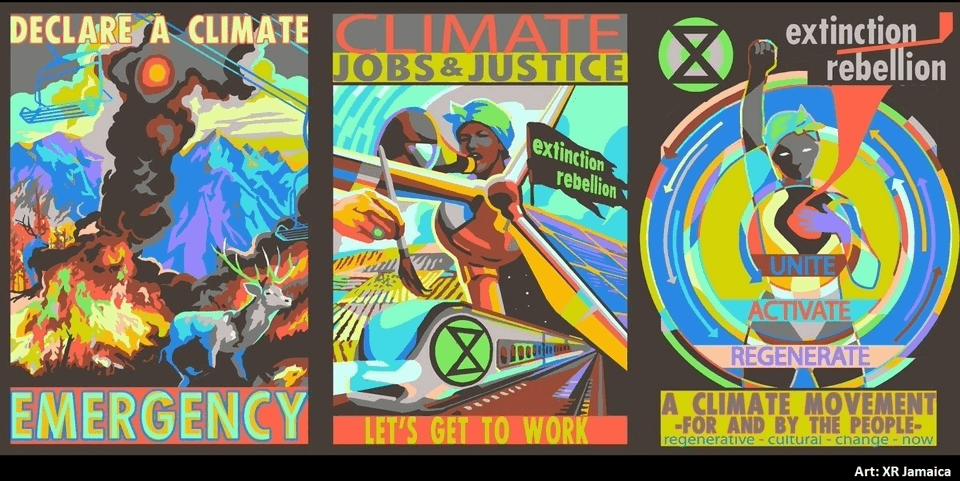 DECLARE A CLIMATE
EMERGENCY
CLIMATE
JOBS & JUSTICE
extinction
rebellion
LET'S GET TO WORK
extinction
rebellion
UNITE
ACTIVATE
REGENERATE
A CLIMATE MOVEMENT
-FOR AND BY THE PEOPLE-
regenerative - cultural - change - now
Art: XR Jamaica